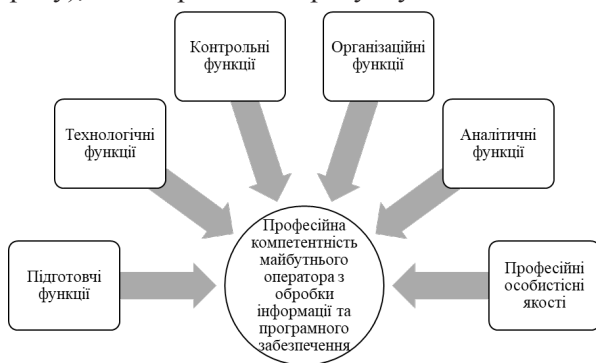 Контрольні
функції
Організаційні
функції
Технологічні
функції
Аналітичні
функції
Підготовчі
функції
Професійна
компетентність
майбутнього
оператора з
обробки
інформації та
програмного
забезпечення
Професійні
особистісні
якості